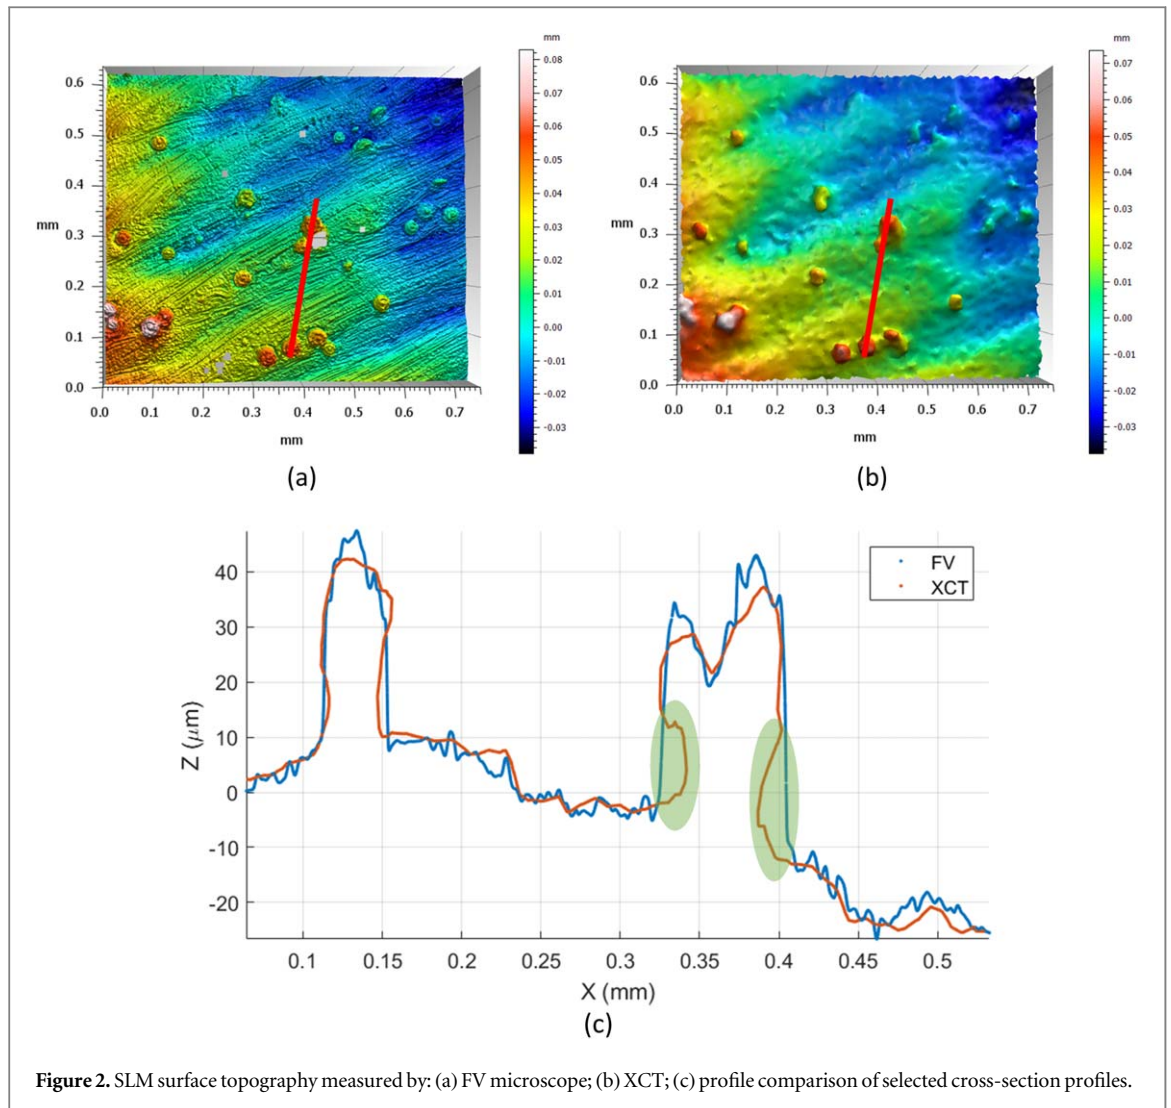 mm
0.6
0.5
0.4
mm
0.3
0.2
0.1
0.0
0.0 0.1 0.2 0.3 0.4 0.5 0.6 0.7
mm
0.08
0.07
0.06
0.05
0.04
0.03
0.02
0.01
0.00
-0.01
-0.02
-0.03
(a)
mm
0.6
0.5
0.4
mm
0.3
0.2
0.1
0.0
0.0 0.1 0.2 0.3 0.4 0.5 0.6 0.7
mm
0.07
0.06
0.05
0.04
0.03
0.02
0.01
0.00
-0.01
-0.02
-0.03
(b)
FV
XCT
40
30
20
10
0
-10
-20
Z (μm)
0.1 0.15 0.2 0.25 0.3 0.35 0.4 0.45 0.5
X (mm)
(c)
Figure 2. SLM surface topography measured by: (a) FV microscope; (b) XCT; (c) profile comparison of selected cross-section profiles.